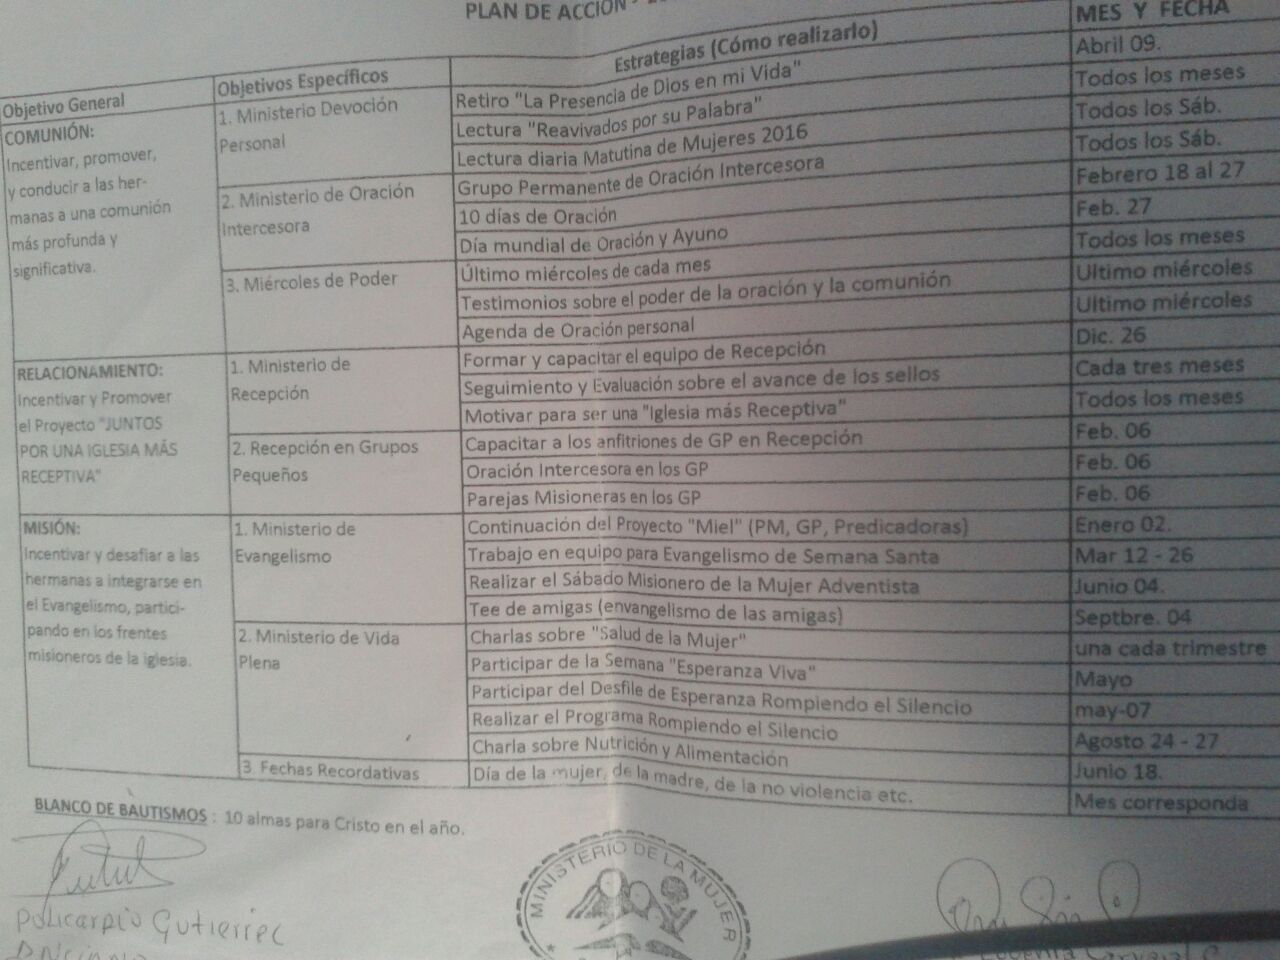 PLAN DE ACCIÓN -
Objetivo General | Objetivos Específicos | Estrategias (Cómo realizarlo) | MES Y FECHA
COMUNIÓN:
Incentivar, promover,
y conducir a las her-
manas a una comunión
más profunda y
significativa.
1. Ministerio Devoción
Personal
Retiro "La Presencia de Dios en mi Vida" | Abril 09.
Lectura "Reavivados por su Palabra" | Todos los meses
Lectura diaria Matutina de Mujeres 2016 | Todos los Sáb.
2. Ministerio de Oración
Intercesora
Grupo Permanente de Oración Intercesora | Todos los Sáb.
10 días de Oración | Febrero 18 al 27
Día mundial de Oración y Ayuno | Feb. 27
3. Miércoles de Poder
Último miércoles de cada mes | Todos los meses
Testimonios sobre el poder de la oración y la comunión | Ultimo miércoles
Agenda de Oración personal | Ultimo miércoles
RELACIONAMIENTO:
Incentivar y Promover
el Proyecto "JUNTOS
POR UNA IGLESIA MÁS
RECEPTIVA"
1. Ministerio de
Recepción
Formar y capacitar el equipo de Recepción | Dic. 26
Seguimiento y Evaluación sobre el avance de los sellos | Cada tres meses
Motivar para ser una "Iglesia más Receptiva" | Todos los meses
2. Recepción en Grupos
Pequeños
Capacitar a los anfitriones de GP en Recepción | Feb. 06
Oración Intercesora en los GP | Feb. 06
Parejas Misioneras en los GP | Feb. 06
MISIÓN:
Incentivar y desafiar a las
hermanas a integrarse en
el Evangelismo, partici-
pando en los frentes
misioneros de la iglesia.
1. Ministerio de
Evangelismo
Continuación del Proyecto "Miel" (PM, GP, Predicadoras) | Enero 02.
Trabajo en equipo para Evangelismo de Semana Santa | Mar 12 - 26
Realizar el Sábado Misionero de la Mujer Adventista | Junio 04.
Tee de amigas (envangelismo de las amigas) | Septbre. 04
2. Ministerio de Vida
Plena
Charlas sobre "Salud de la Mujer" | una cada trimestre
Participar de la Semana "Esperanza Viva" | Mayo
Participar del Desfile de Esperanza Rompiendo el Silencio | may-07
Realizar el Programa Rompiendo el Silencio | Agosto 24 - 27
Charla sobre Nutrición y Alimentación | Junio 18.
3. Fechas Recordativas
Día de la mujer, de la madre, de la no violencia etc. | Mes corresponda
BLANCO DE BAUTISMOS : 10 almas para Cristo en el año.
MINISTERIO DE LA MUJER
Policarpio Gutierrec